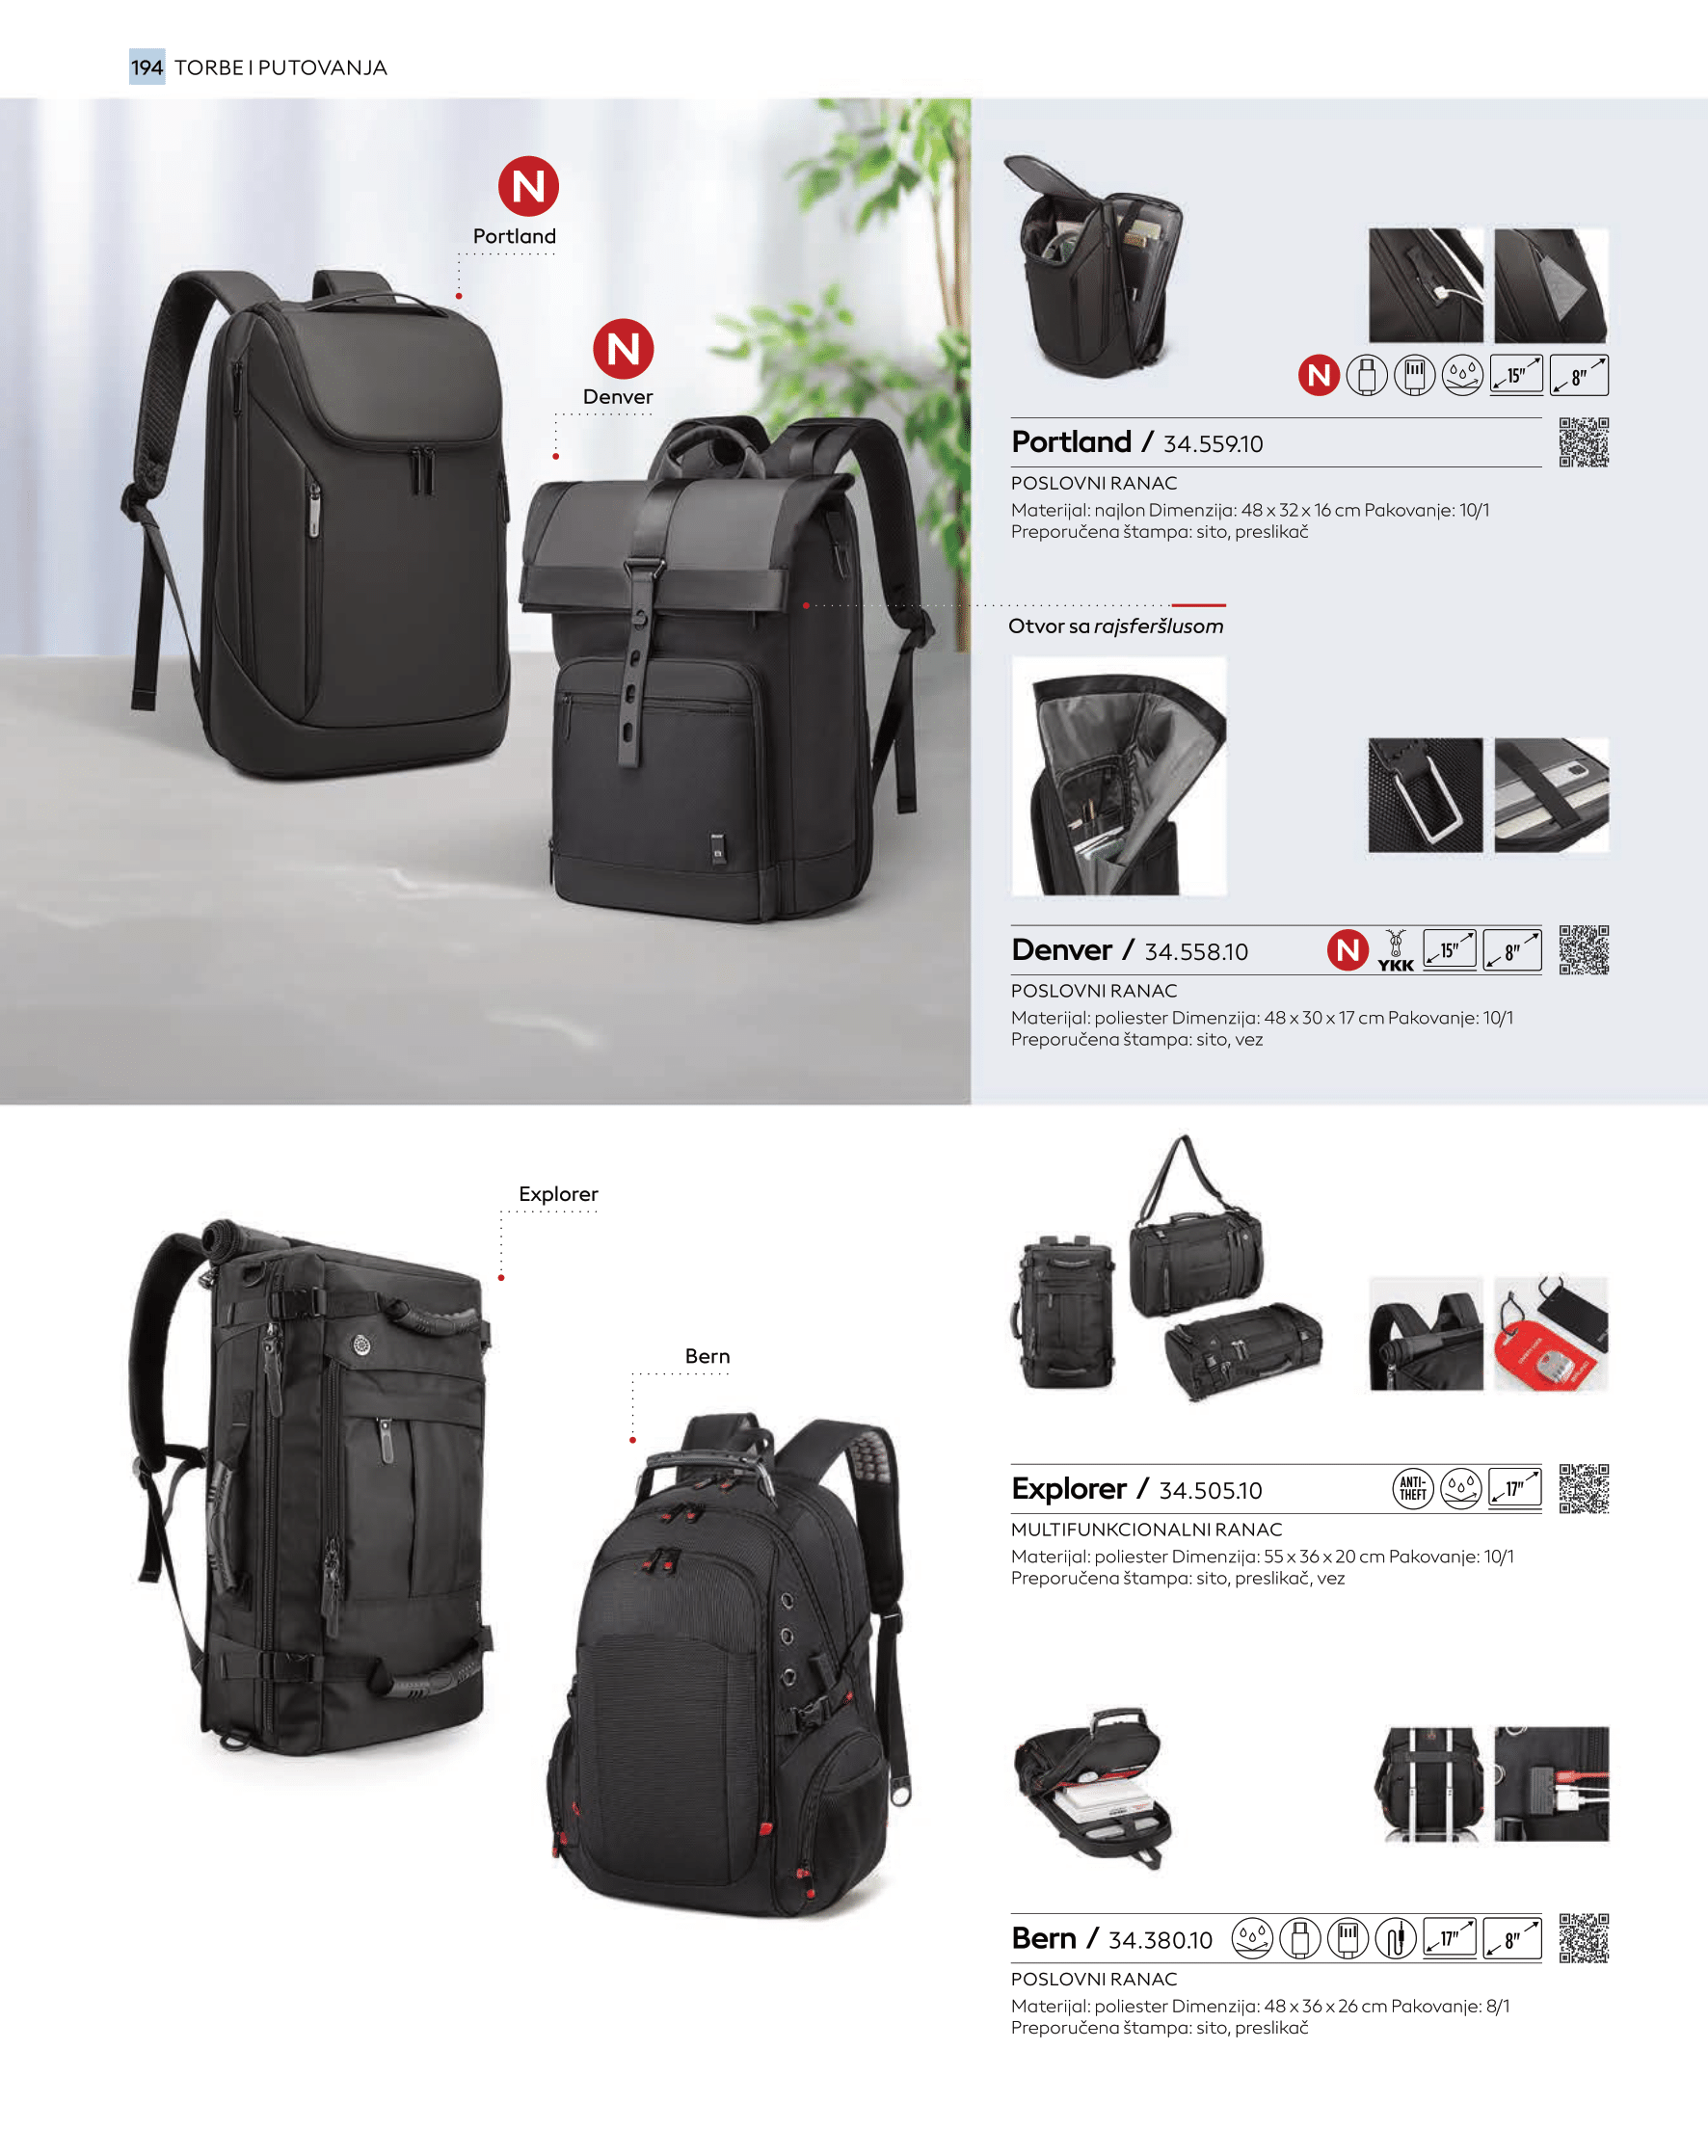 194 TORBE I PUTOVANJA
N
Portland
N
Denver
N 15" 8"
Portland / 34.559.10
POSLOVNI RANAC
Materijal: najlon Dimenzija: 48 x 32 x 16 cm Pakovanje: 10/1
Preporučena štampa: sito, preslikač
Otvor sa rajsferšlusom
Denver / 34.558.10 N YKK 15" 8"
POSLOVNI RANAC
Materijal: poliester Dimenzija: 48 x 30 x 17 cm Pakovanje: 10/1
Preporučena štampa: sito, vez
Explorer
Bern
Explorer / 34.505.10 ANTI-THEFT 17"
MULTIFUNKCIONALNI RANAC
Materijal: poliester Dimenzija: 55 x 36 x 20 cm Pakovanje: 10/1
Preporučena štampa: sito, preslikač, vez
Bern / 34.380.10 17" 8"
POSLOVNI RANAC
Materijal: poliester Dimenzija: 48 x 36 x 26 cm Pakovanje: 8/1
Preporučena štampa: sito, preslikač